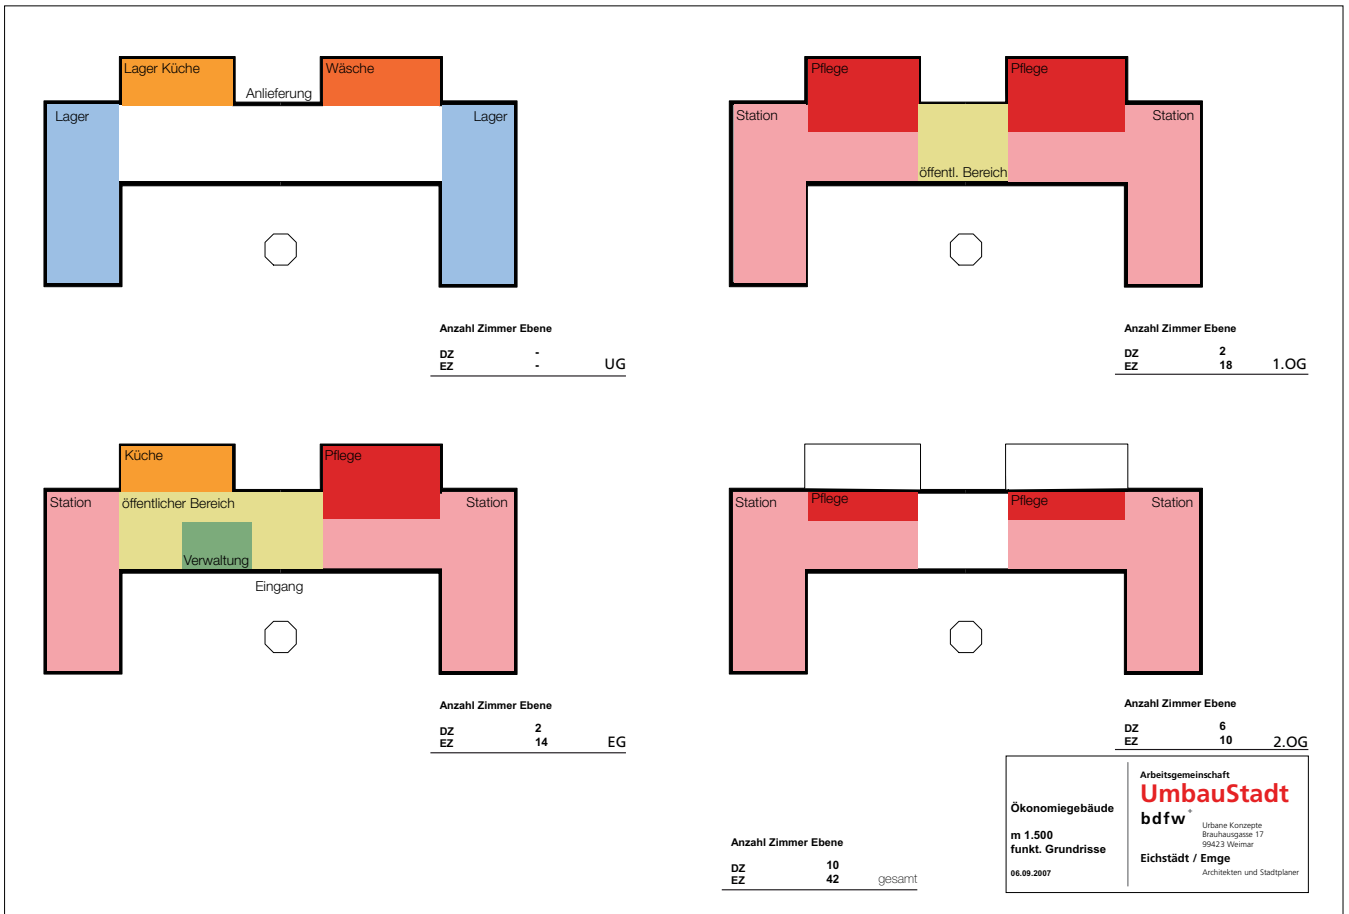 Lager Küche
Wäsche
Anlieferung
Lager
Lager
Anzahl Zimmer Ebene
DZ -
EZ - UG
Pflege
Pflege
Station
Station
öffentl. Bereich
Anzahl Zimmer Ebene
DZ 2
EZ 18 1.OG
Küche
Pflege
Station
öffentlicher Bereich
Station
Verwaltung
Eingang
Anzahl Zimmer Ebene
DZ 2
EZ 14 EG
Station
Pflege
Pflege
Station
Anzahl Zimmer Ebene
DZ 6
EZ 10 2.OG
Anzahl Zimmer Ebene
DZ 10
EZ 42 gesamt
Ökonomiegebäude
m 1.500
funkt. Grundrisse
06.09.2007
Arbeitsgemeinschaft
UmbauStadt
bdfw+
Urbane Konzepte
Brauhausgasse 17
99423 Weimar
Eichstädt / Emge
Architekten und Stadtplaner